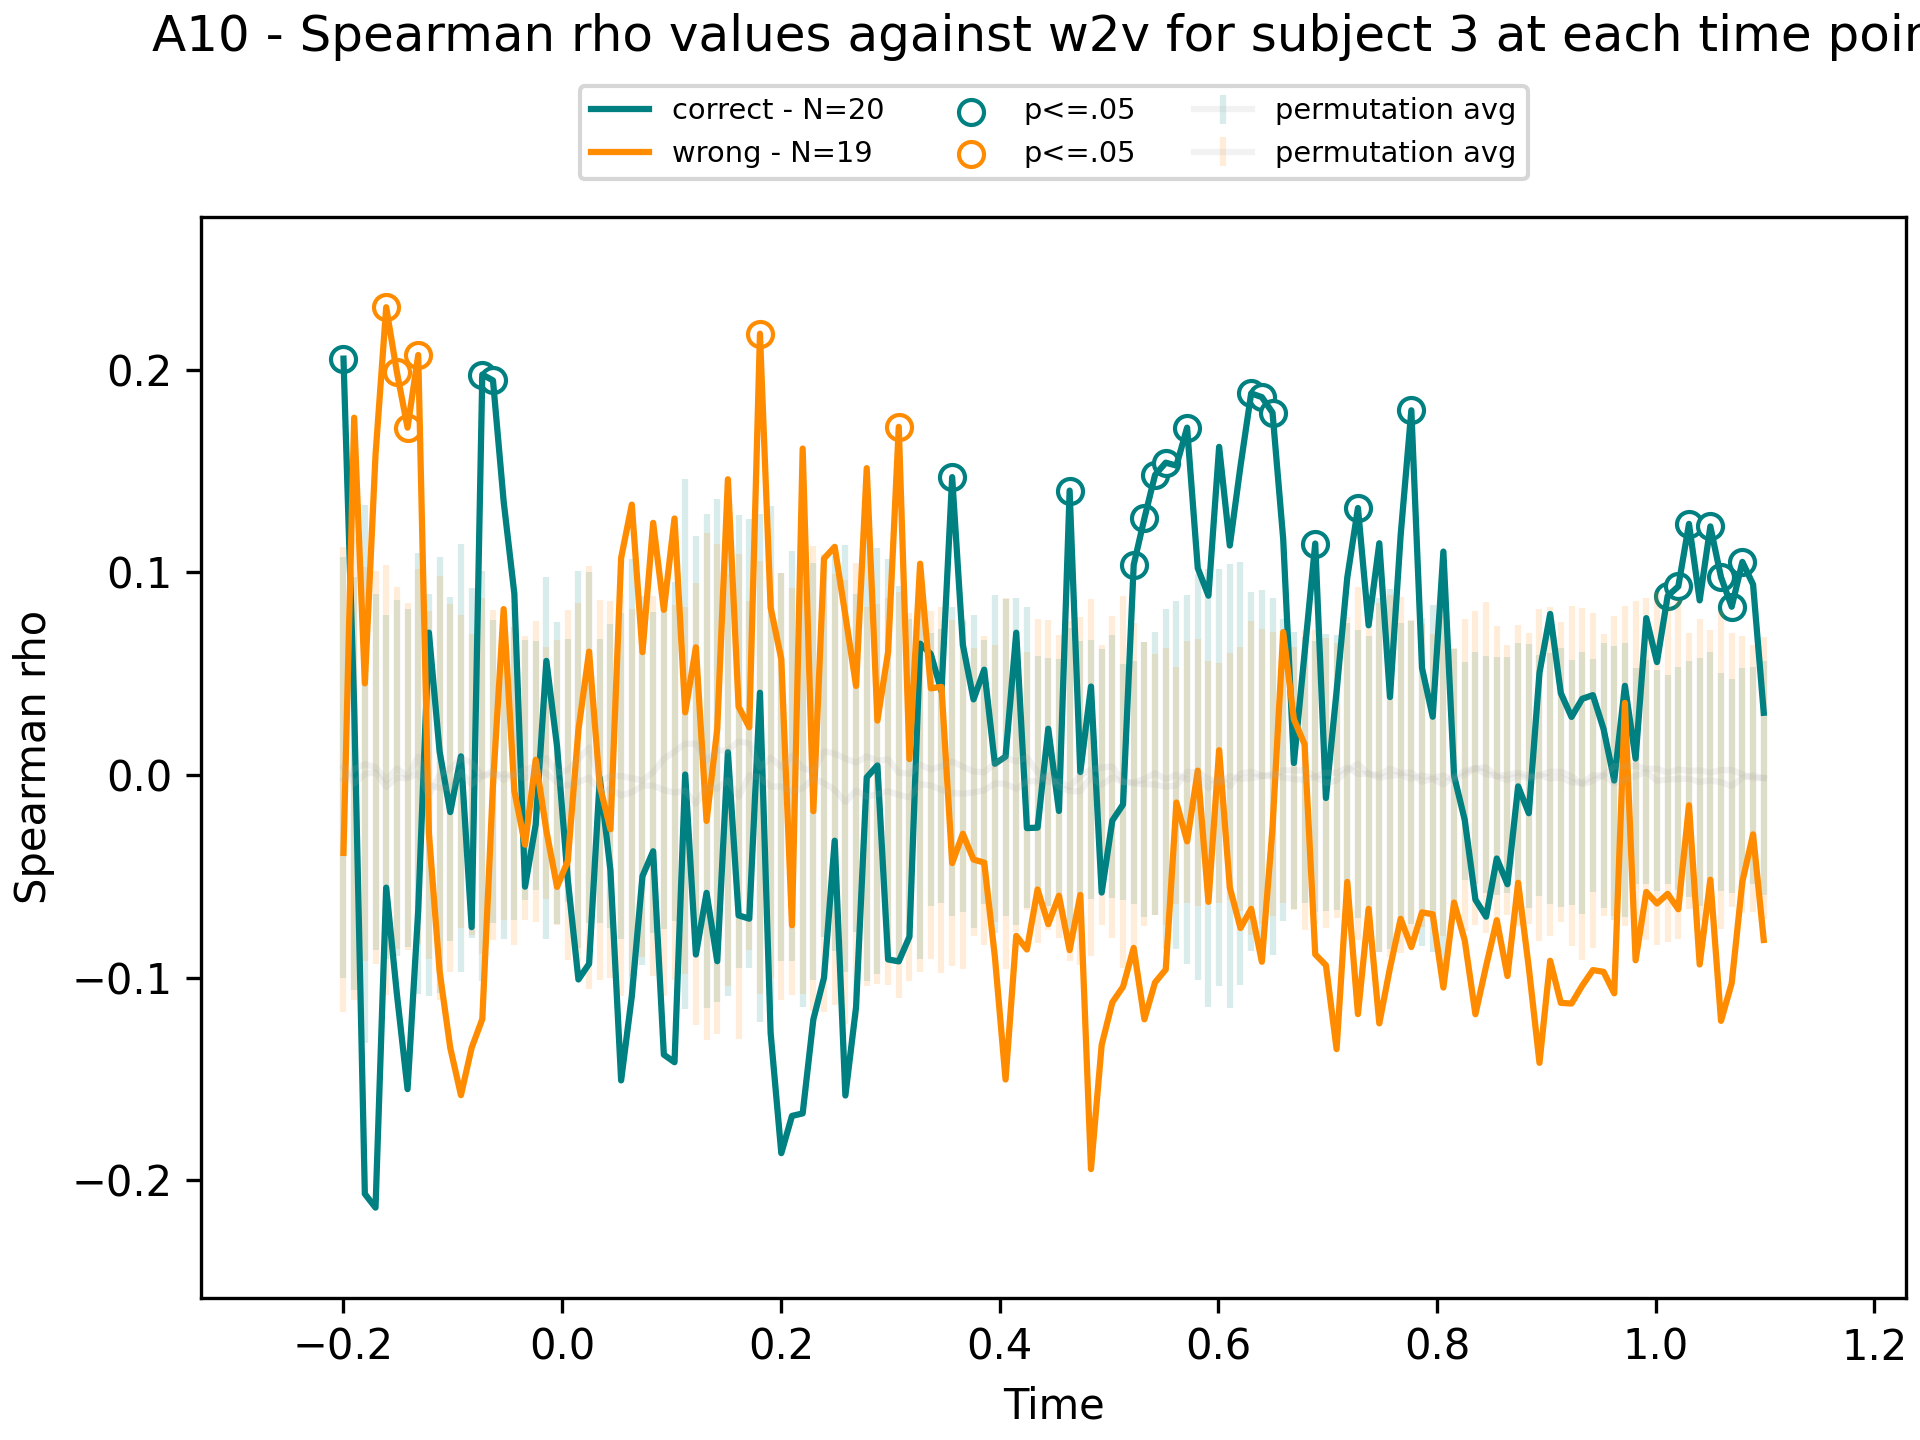 A10 - Spearman rho values against w2v for subject 3 at each time poin
correct - N=20
wrong - N=19
p<=.05
p<=.05
permutation avg
permutation avg
Spearman rho
0.2
0.1
0.0
−0.1
−0.2
−0.2 0.0 0.2 0.4 0.6 0.8 1.0 1.2
Time